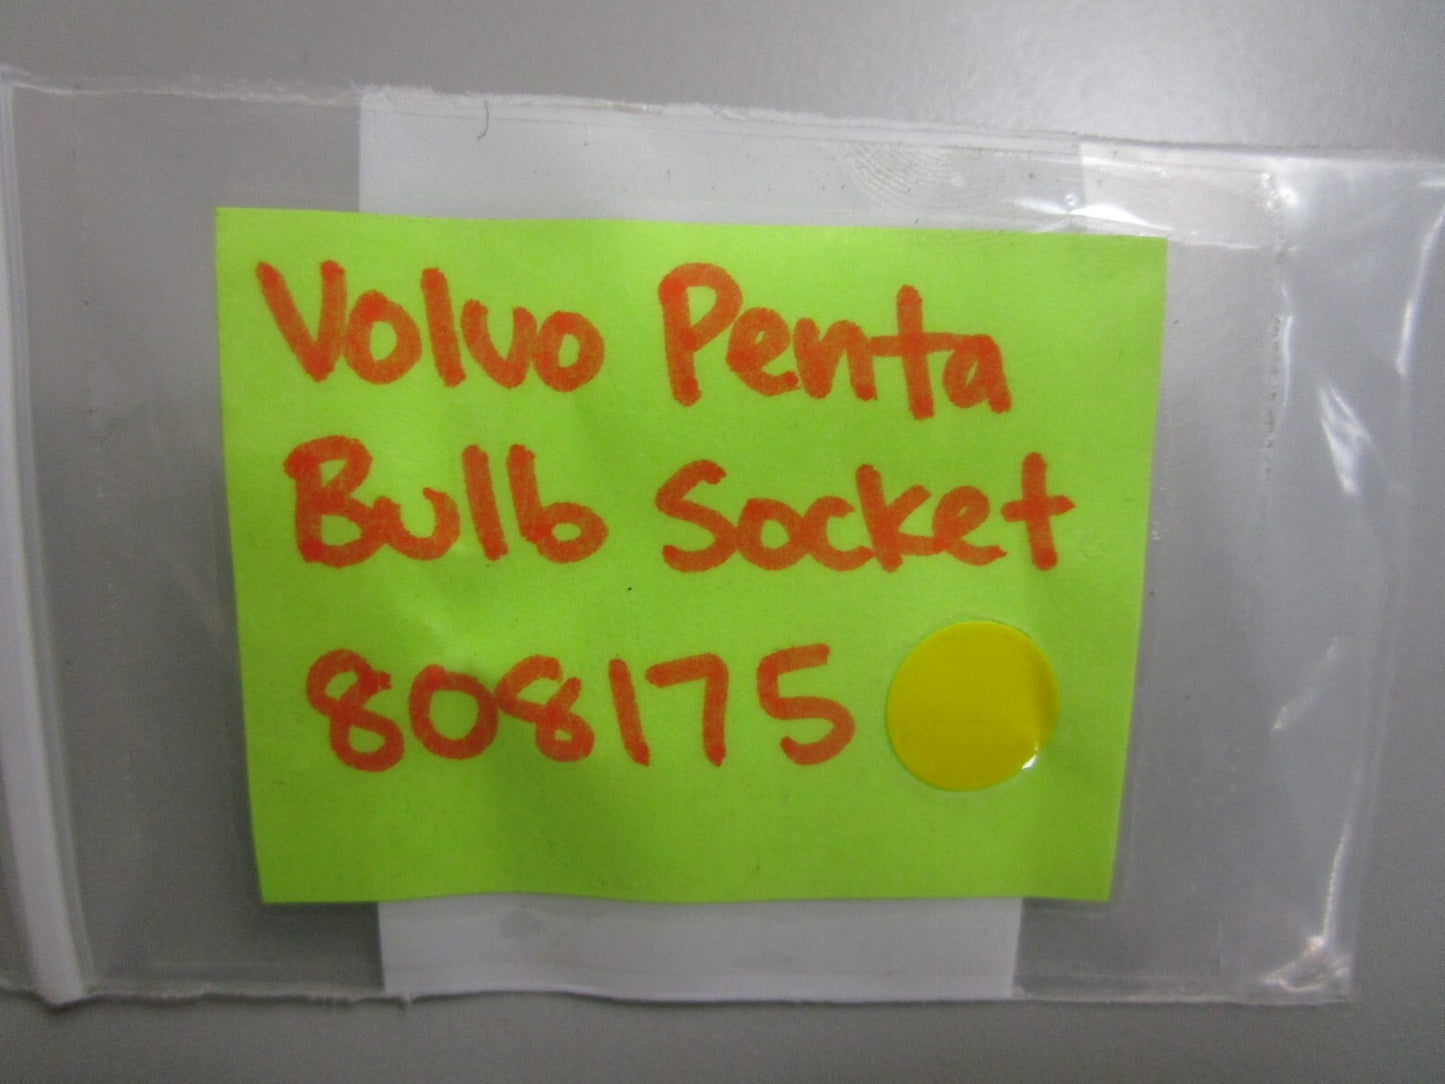 Volvo Penta
Bulb Socket
808175